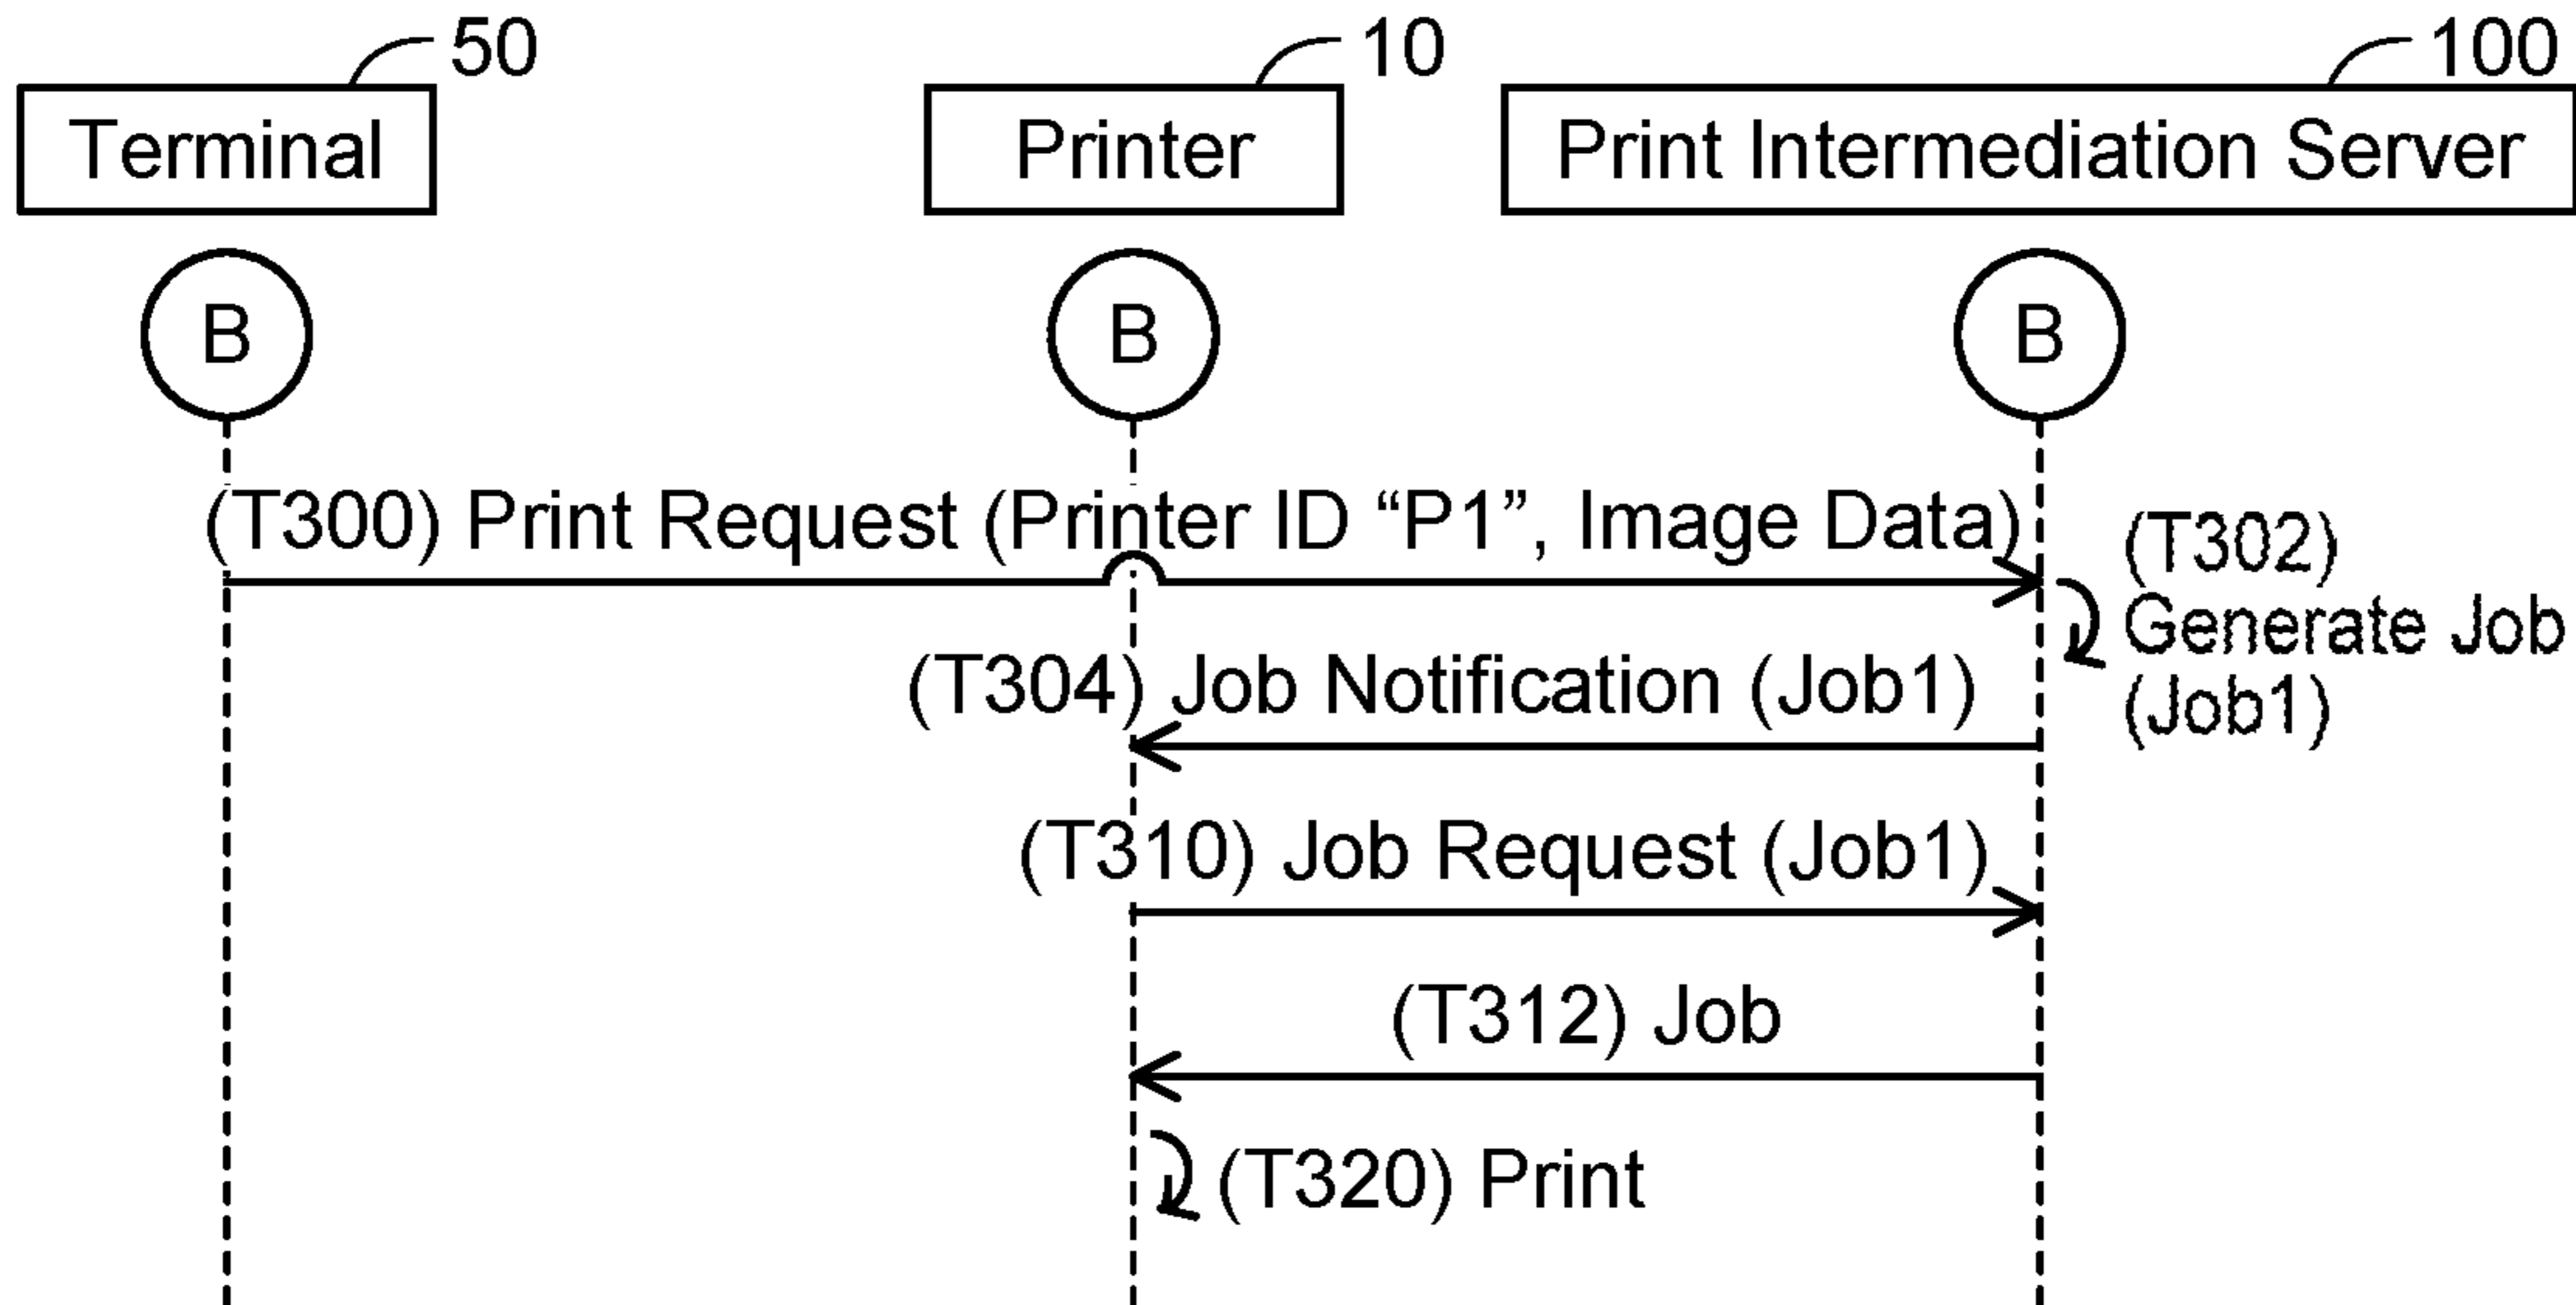 50
10
100
Terminal
Printer
Print Intermediation Server
B
B
B
(T300) Print Request (Printer ID “P1”, Image Data)
(T302)
Generate Job
(Job1)
(T304) Job Notification (Job1)
(T310) Job Request (Job1)
(T312) Job
(T320) Print